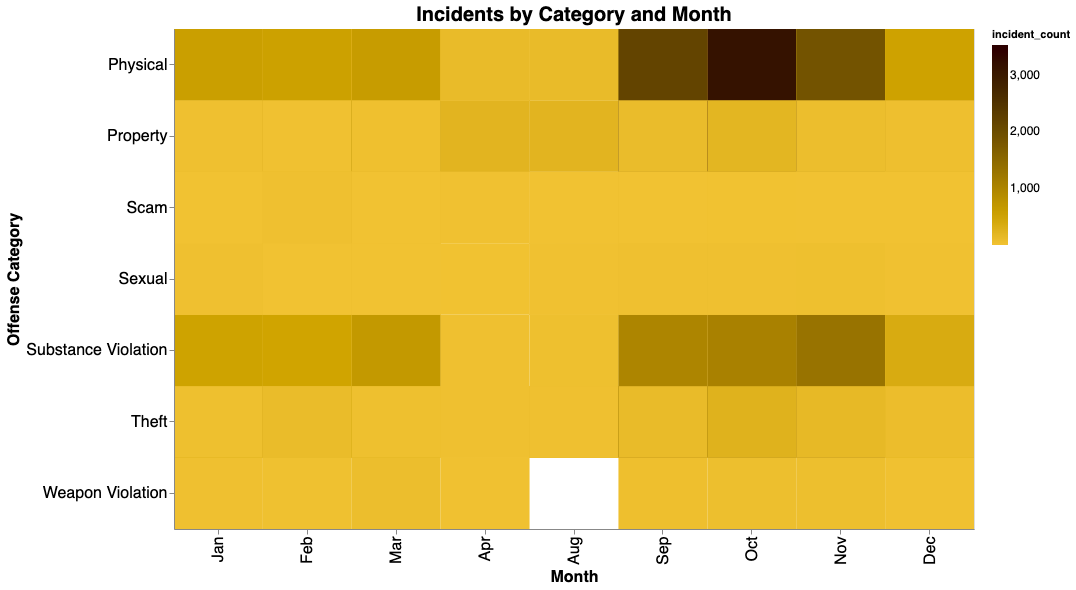 Incidents by Category and Month
incident_count
3,000
2,000
1,000
Offense Category
Physical
Property
Scam
Sexual
Substance Violation
Theft
Weapon Violation
Jan
Feb
Mar
Apr
Aug
Sep
Oct
Nov
Dec
Month